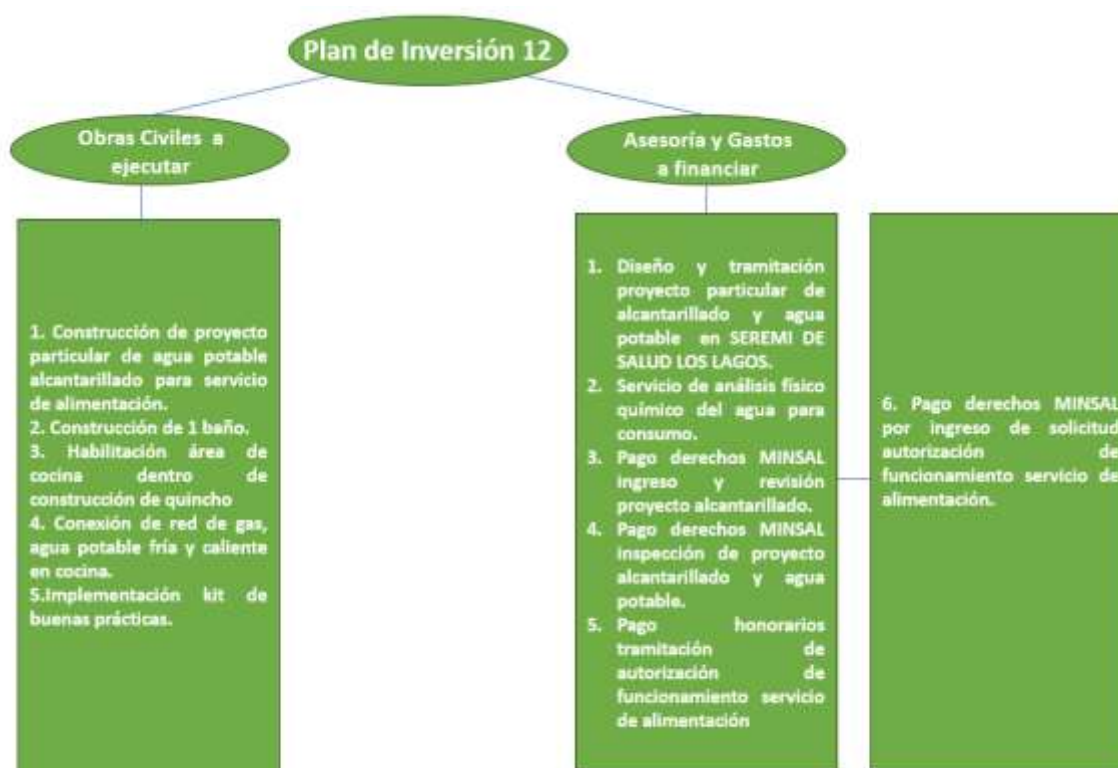 Plan de Inversión 12
Obras Civiles a
ejecutar
Asesoría y Gastos
a financiar
1. Construcción de proyecto
particular de agua potable
alcantarillado para servicio
de alimentación.
2. Construcción de 1 baño.
3. Habilitación área de
cocina dentro de
construcción de quincho
4. Conexión de red de gas,
agua potable fría y caliente
en cocina.
5.Implementación kit de
buenas prácticas.
1. Diseño y tramitación
proyecto particular de
alcantarillado y agua
potable en SEREMI DE
SALUD LOS LAGOS.
2. Servicio de análisis físico
químico del agua para
consumo.
3. Pago derechos MINSAL
ingreso y revisión
proyecto alcantarillado.
4. Pago derechos MINSAL
inspección de proyecto
alcantarillado y agua
potable.
5. Pago honorarios
tramitación de
autorización de
funcionamiento servicio
de alimentación
6. Pago derechos MINSAL
por ingreso de solicitud
autorización de
funcionamiento servicio de
alimentación.